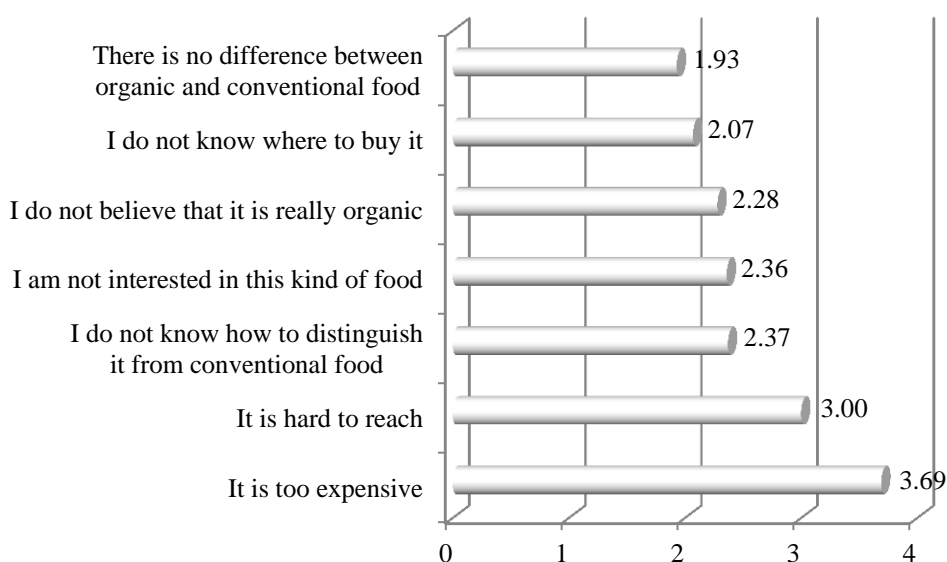 There is no difference between
organic and conventional food
1.93
I do not know where to buy it
2.07
I do not believe that it is really organic
2.28
I am not interested in this kind of food
2.36
I do not know how to distinguish
it from conventional food
2.37
It is hard to reach
3.00
It is too expensive
3.69
0 1 2 3 4